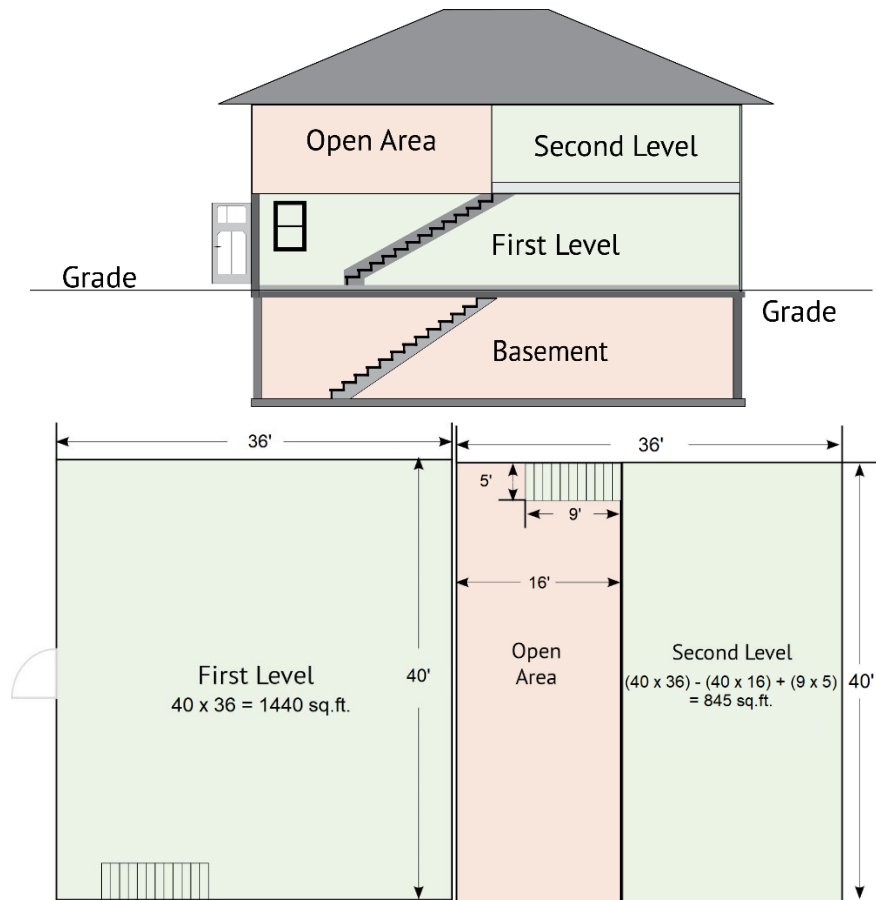 Open Area
Second Level
First Level
Grade
Grade
Basement
36'
36'
5'
9'
16'
First Level
40 x 36 = 1440 sq.ft.
40'
Open
Area
Second Level
(40 x 36) - (40 x 16) + (9 x 5)
= 845 sq.ft.
40'